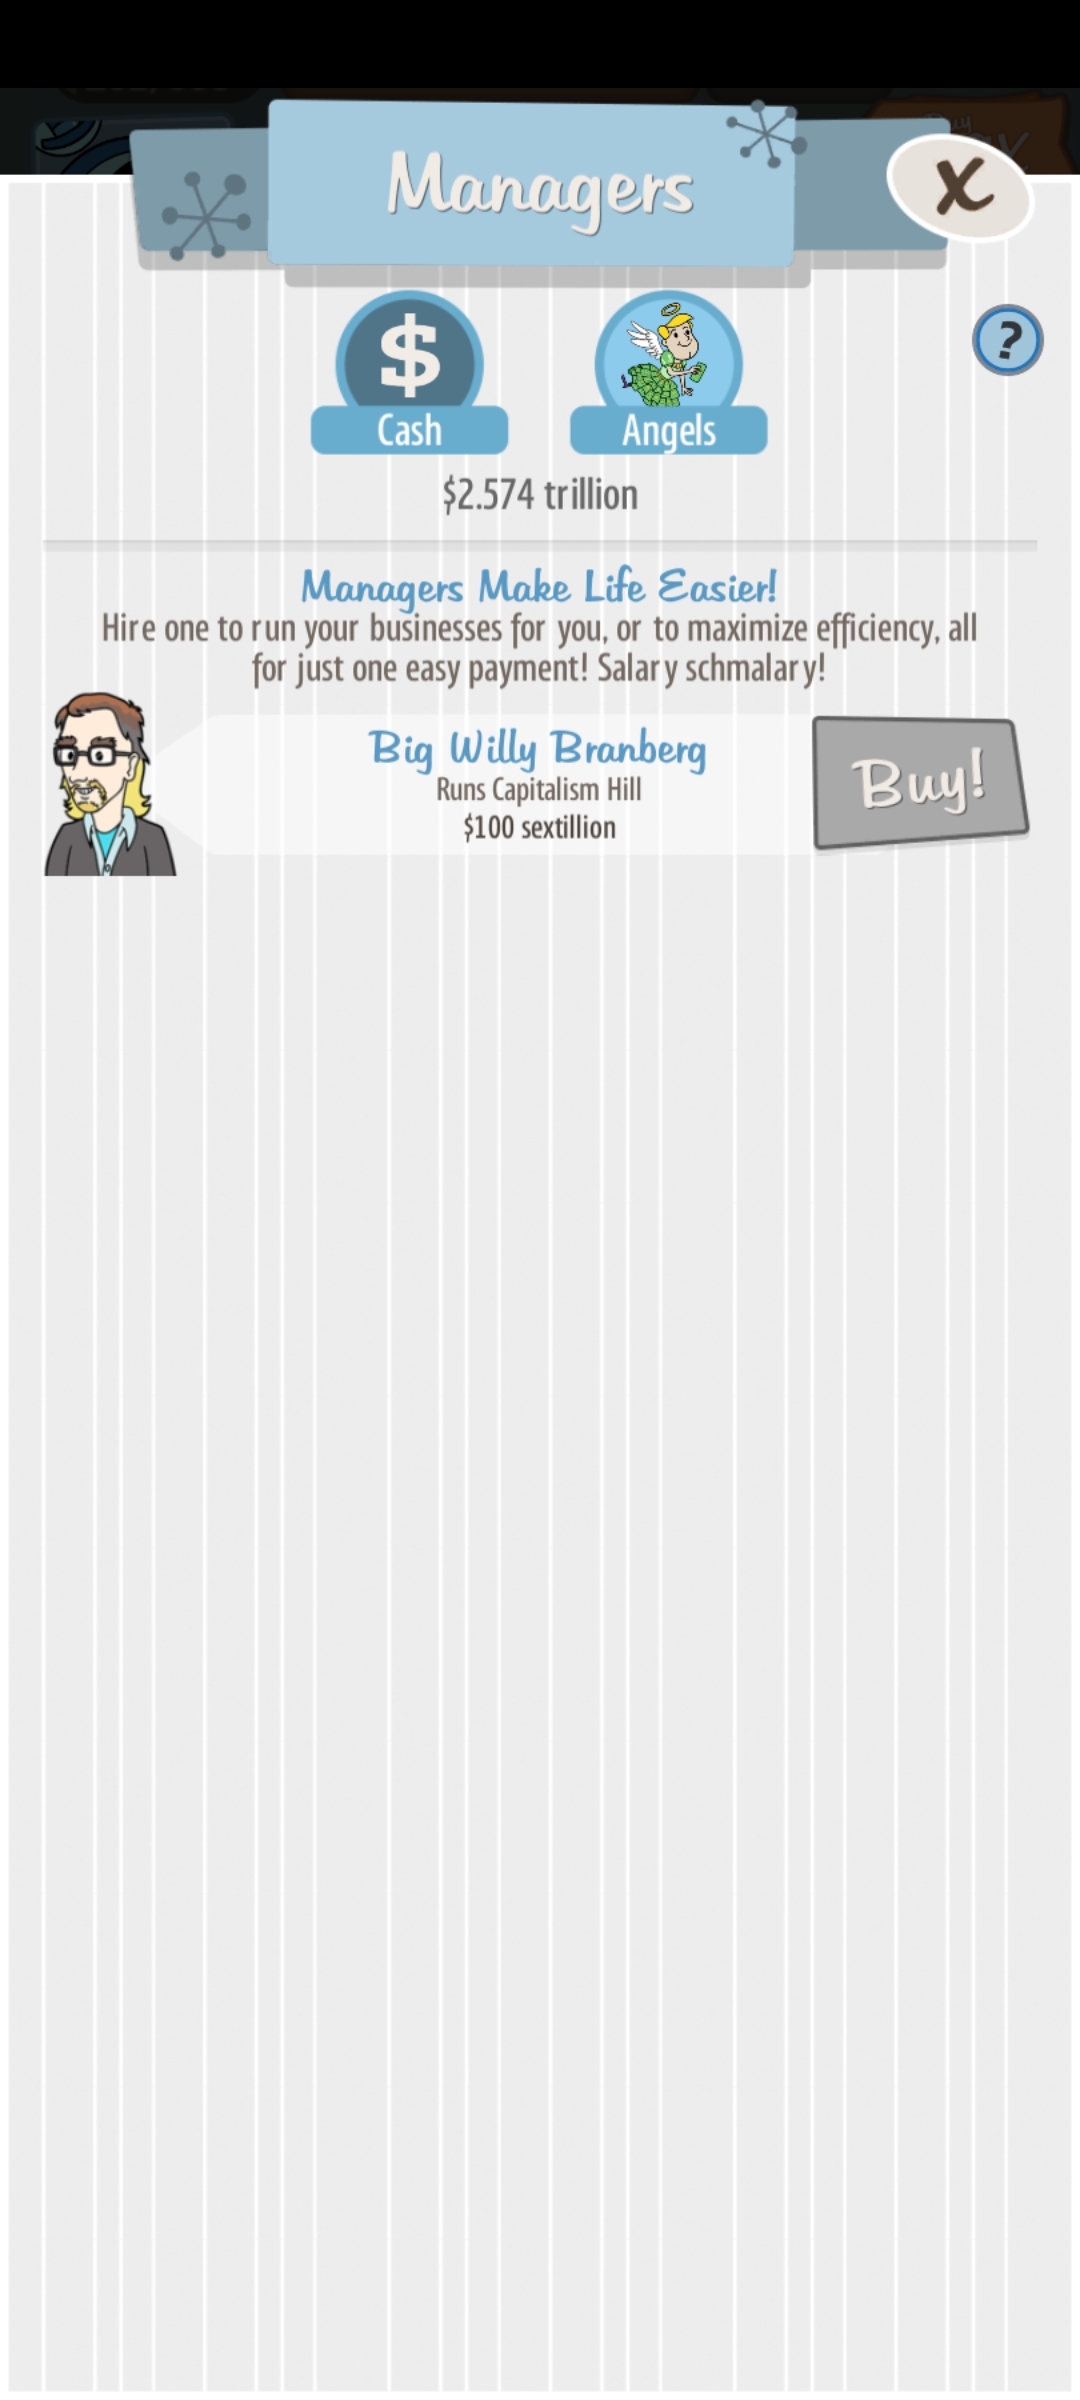 Managers
X
$
?
Cash
Angels
$2.574 trillion
Managers Make Life Easier!
Hire one to run your businesses for you, or to maximize efficiency, all
for just one easy payment! Salary schmalary!
Big Willy Branberg
Runs Capitalism Hill
$100 sextillion
Buy!